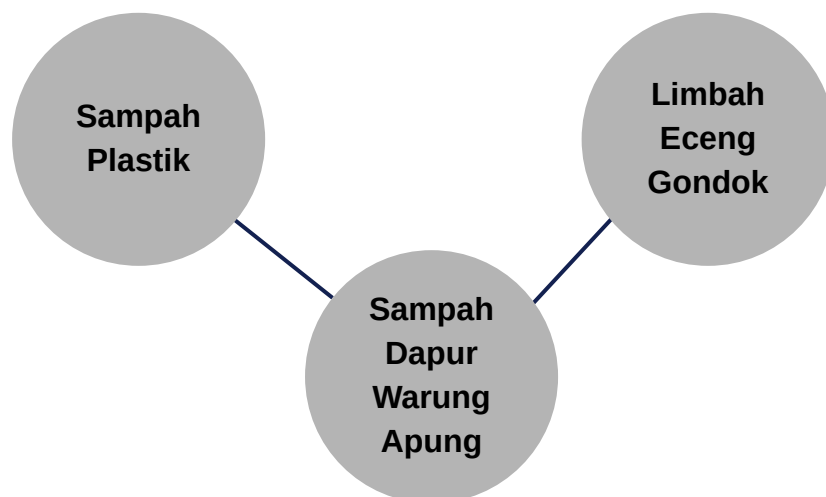 Sampah
Plastik
Limbah
Eceng
Gondok
Sampah
Dapur
Warung
Apung